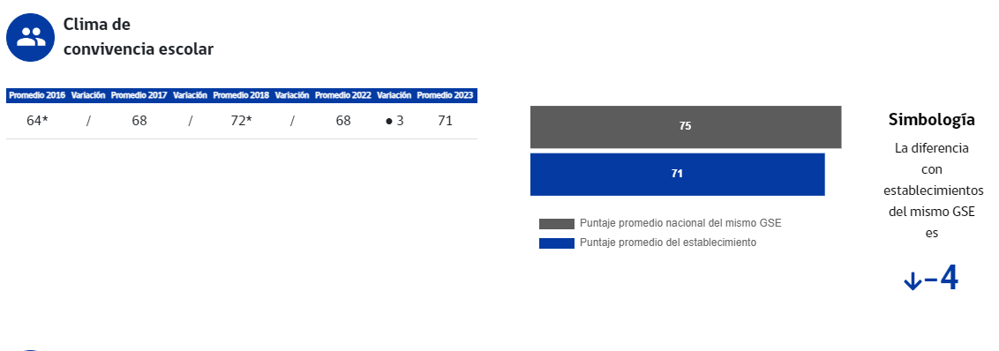 Clima de
convivencia escolar
Promedio 2016 Variación Promedio 2017 Variación Promedio 2018 Variación Promedio 2022 Variación Promedio 2023
64* / 68 / 72* / 68 ● 3 71
75
71
Puntaje promedio nacional del mismo GSE
Puntaje promedio del establecimiento
Simbología
La diferencia
con
establecimientos
del mismo GSE
es
↓-4